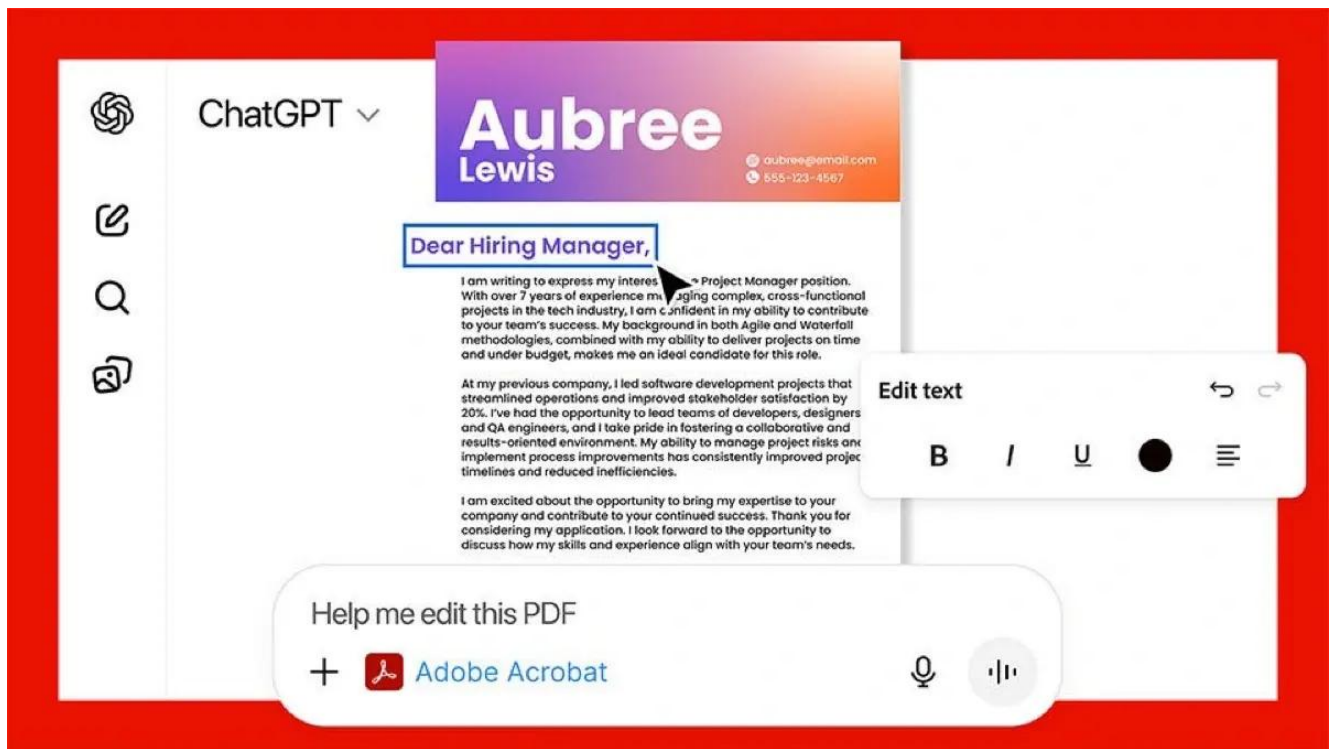 ChatGPT
Aubree
Lewis
aubree@email.com
555-123-4567
Dear Hiring Manager,
I am writing to express my interes Project Manager position.
With over 7 years of experience m aging complex, cross-functional
projects in the tech industry, I am c nfident in my ability to contribute
to your team's success. My background in both Agile and Waterfall
methodologies, combined with my ability to deliver projects on time
and under budget, makes me an ideal candidate for this role.
At my previous company, I led software development projects that
streamlined operations and improved stakeholder satisfaction by
20%. I've had the opportunity to lead teams of developers, designers
and QA engineers, and I take pride in fostering a collaborative and
results-oriented environment. My ability to manage project risks and
implement process improvements has consistently improved projec
timelines and reduced inefficiencies.
I am excited about the opportunity to bring my expertise to your
company and contribute to your continued success. Thank you for
considering my application. I look forward to the opportunity to
discuss how my skills and experience align with your team's needs.
Edit text
B I U
Help me edit this PDF
Adobe Acrobat